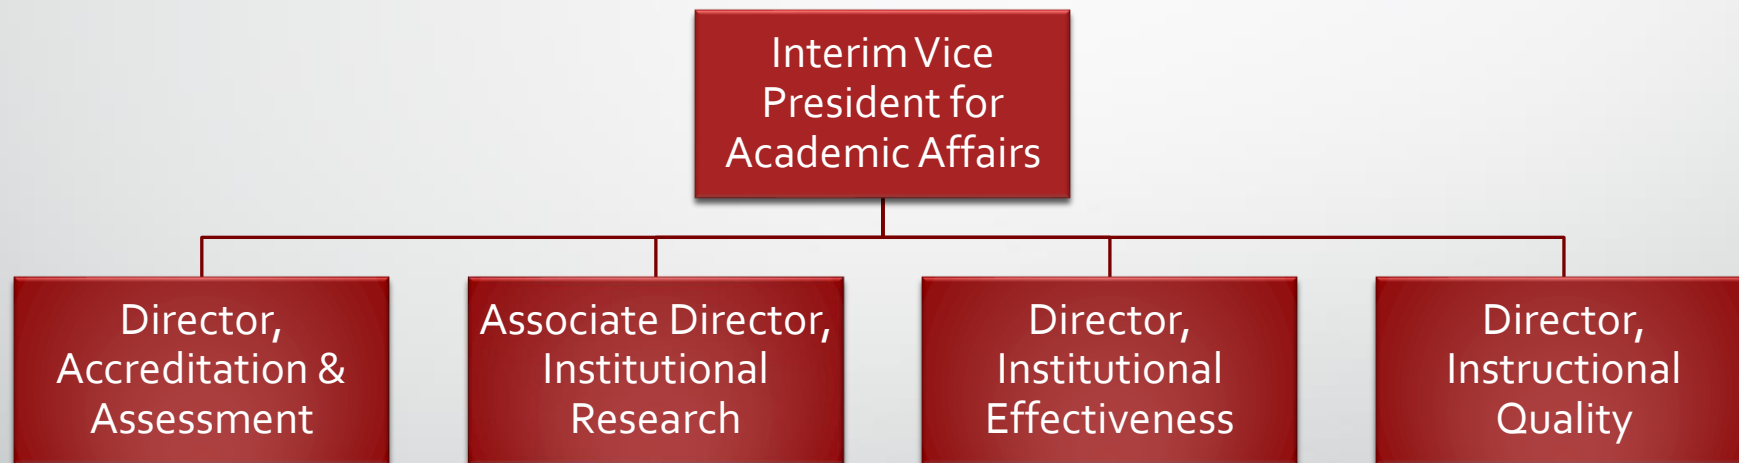 Interim Vice
President for
Academic Affairs
Director,
Accreditation &
Assessment
Associate Director,
Institutional
Research
Director,
Institutional
Effectiveness
Director,
Instructional
Quality